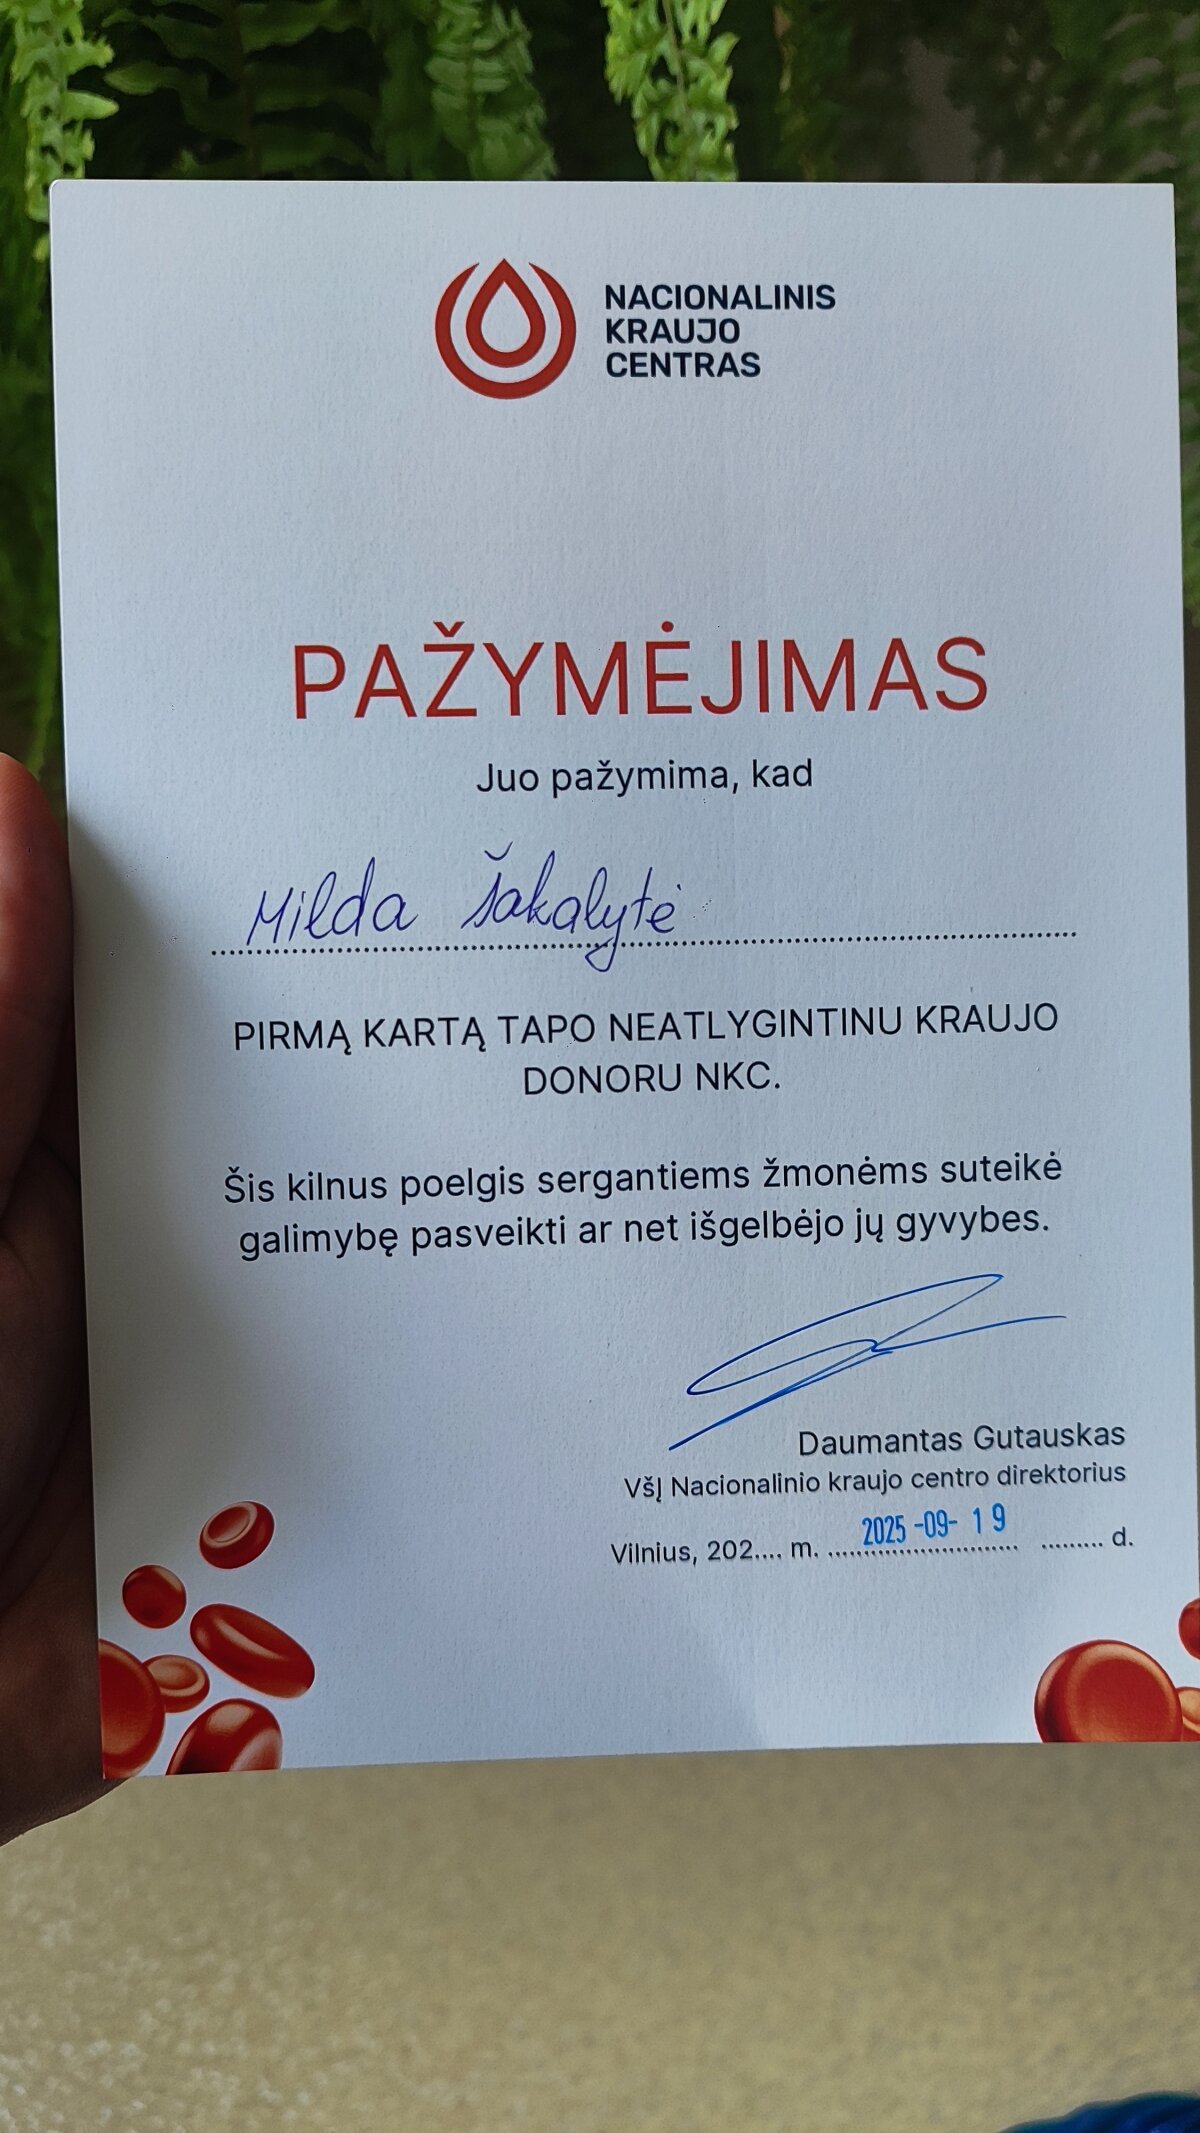 NACIONALINIS
KRAUJO
CENTRAS
PAŽYMĖJIMAS
Juo pažymima, kad
Milda Šakalytė
PIRMĄ KARTĄ TAPO NEATLYGINTINU KRAUJO
DONORU NKC.
Šis kilnus poelgis sergantiems žmonėms suteikė
galimybę pasveikti ar net išgelbėjo jų gyvybes.
Daumantas Gutauskas
VšĮ Nacionalinio kraujo centro direktorius
2025-09-19
Vilnius, 202.... m. ............................ ......... d.